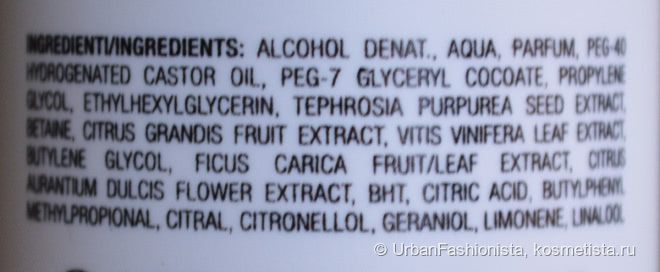 INGREDIENTI/INGREDIENTS: ALCOHOL DENAT., AQUA, PARFUM, PEG-40
HYDROGENATED CASTOR OIL, PEG-7 GLYCERYL COCOATE, PROPYLENE
GLYCOL, ETHYLHEXYLGLYCERIN, TEPHROSIA PURPUREA SEED EXTRACT,
BETAINE, CITRUS GRANDIS FRUIT EXTRACT, VITIS VINIFERA LEAF EXTRACT,
BUTYLENE GLYCOL, FICUS CARICA FRUIT/LEAF EXTRACT, CITRUS
AURANTIUM DULCIS FLOWER EXTRACT, BHT, CITRIC ACID, BUTYLPHENYL
METHYLPROPIONAL, CITRAL, CITRONELLOL, GERANIOL, LIMONENE, LINALOOL.
© UrbanFashionista, kosmetista.ru